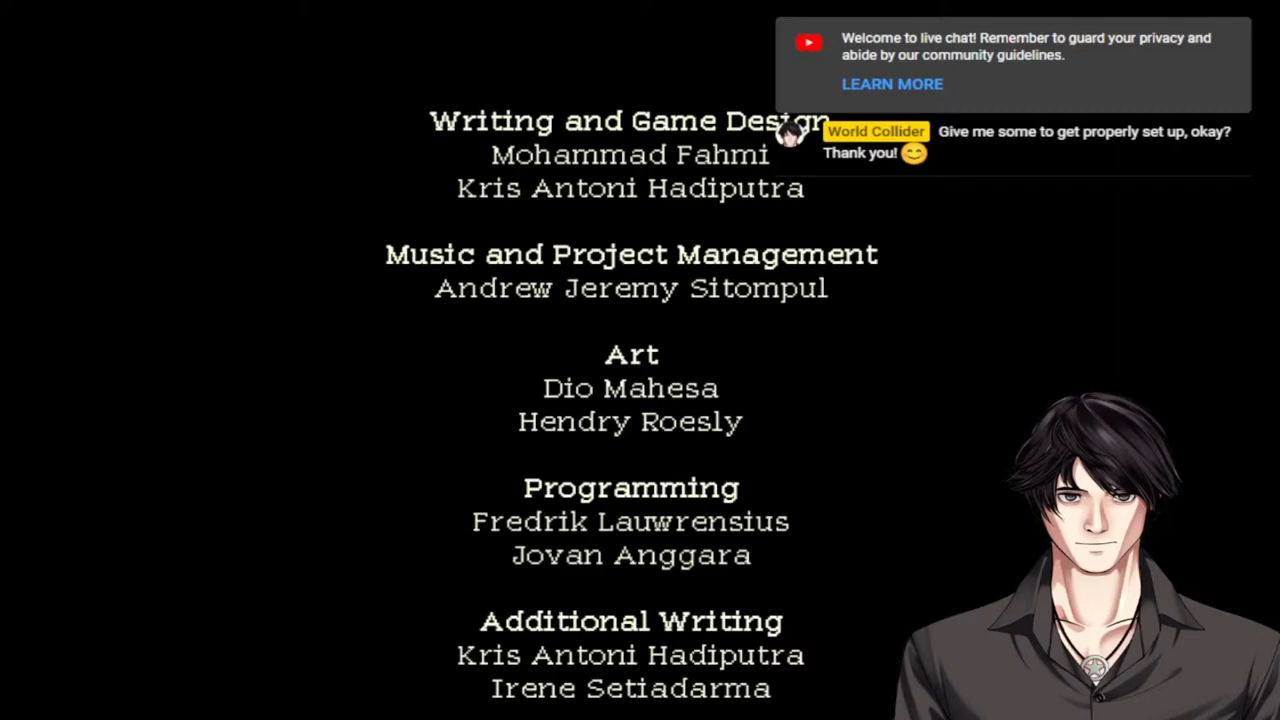 Welcome to live chat! Remember to guard your privacy and
abide by our community guidelines.
LEARN MORE
World Collider Give me some to get properly set up, okay?
Thank you! 😊
Writing and Game Design
Mohammad Fahmi
Kris Antoni Hadiputra
Music and Project Management
Andrew Jeremy Sitompul
Art
Dio Mahesa
Hendry Roesly
Programming
Fredrik Lauwrensius
Jovan Anggara
Additional Writing
Kris Antoni Hadiputra
Irene Setiadarma